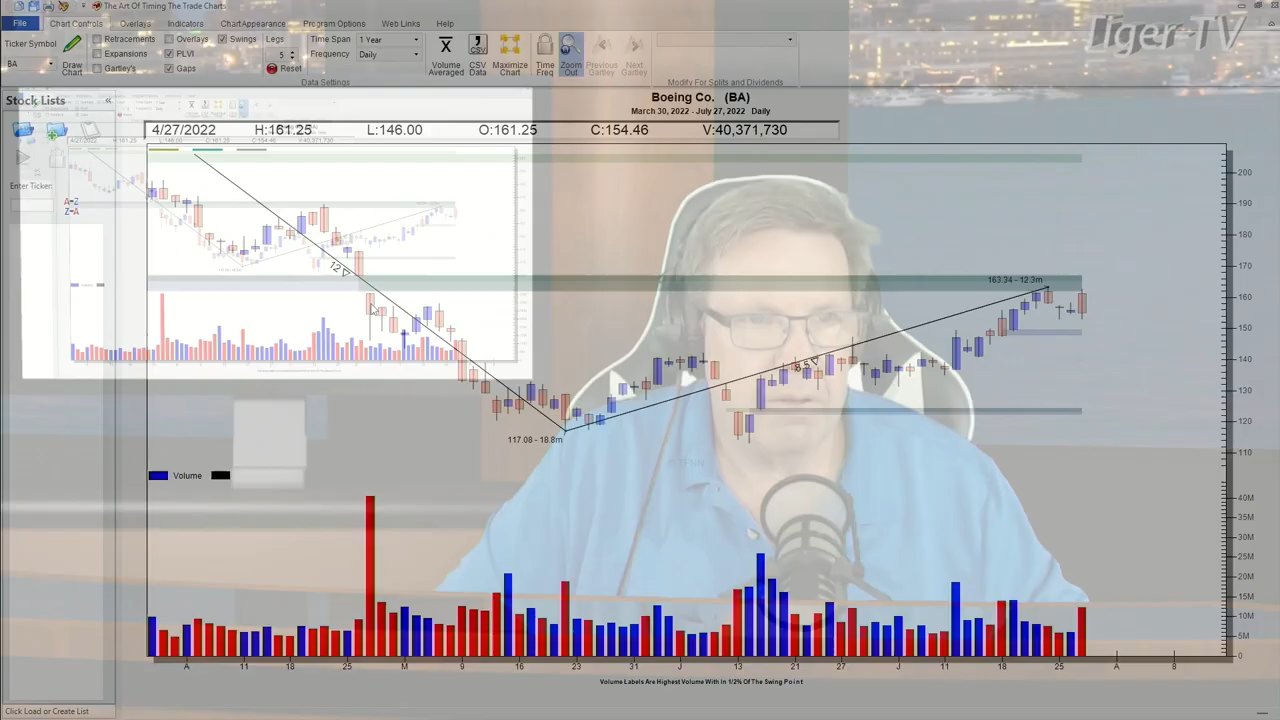 The Art Of Timing The Trade Charts
File Chart Controls Overlays Indicators Chart Appearance Program Options Web Links Help
Tiger-TV
Ticker Symbol
BA
Draw
Chart
Retracements
Expansions
Gartley's
Overlays
PLVI
Gaps
Swings
Legs
5
Reset
Time Span 1 Year
Frequency Daily
Volume
Averaged
CSV
Data
Maximize
Chart
Time
Freq
Zoom
Out
Previous
Gartley
Next
Gartley
Data Settings
Modify For Splits and Dividends
Stock Lists
Enter Ticker:
A-Z
Z-A
Boeing Co. (BA)
March 30, 2022 - July 27, 2022 Daily
4/27/2022 H:161.25 L:146.00 O:161.25 C:154.46 V:40,371,730
200
190
180
170
160
150
140
130
120
110
163.34 - 12.3m
117.08 - 18.8m
©TFNN
Volume
40M
35M
30M
25M
20M
15M
10M
5M
0
A 11 18 25 M 9 16 23 31 J 13 21 27 J 11 18 25 A 8
Volume Labels Are Highest Volume With In 1/2% Of The Swing Point
Click Load or Create List